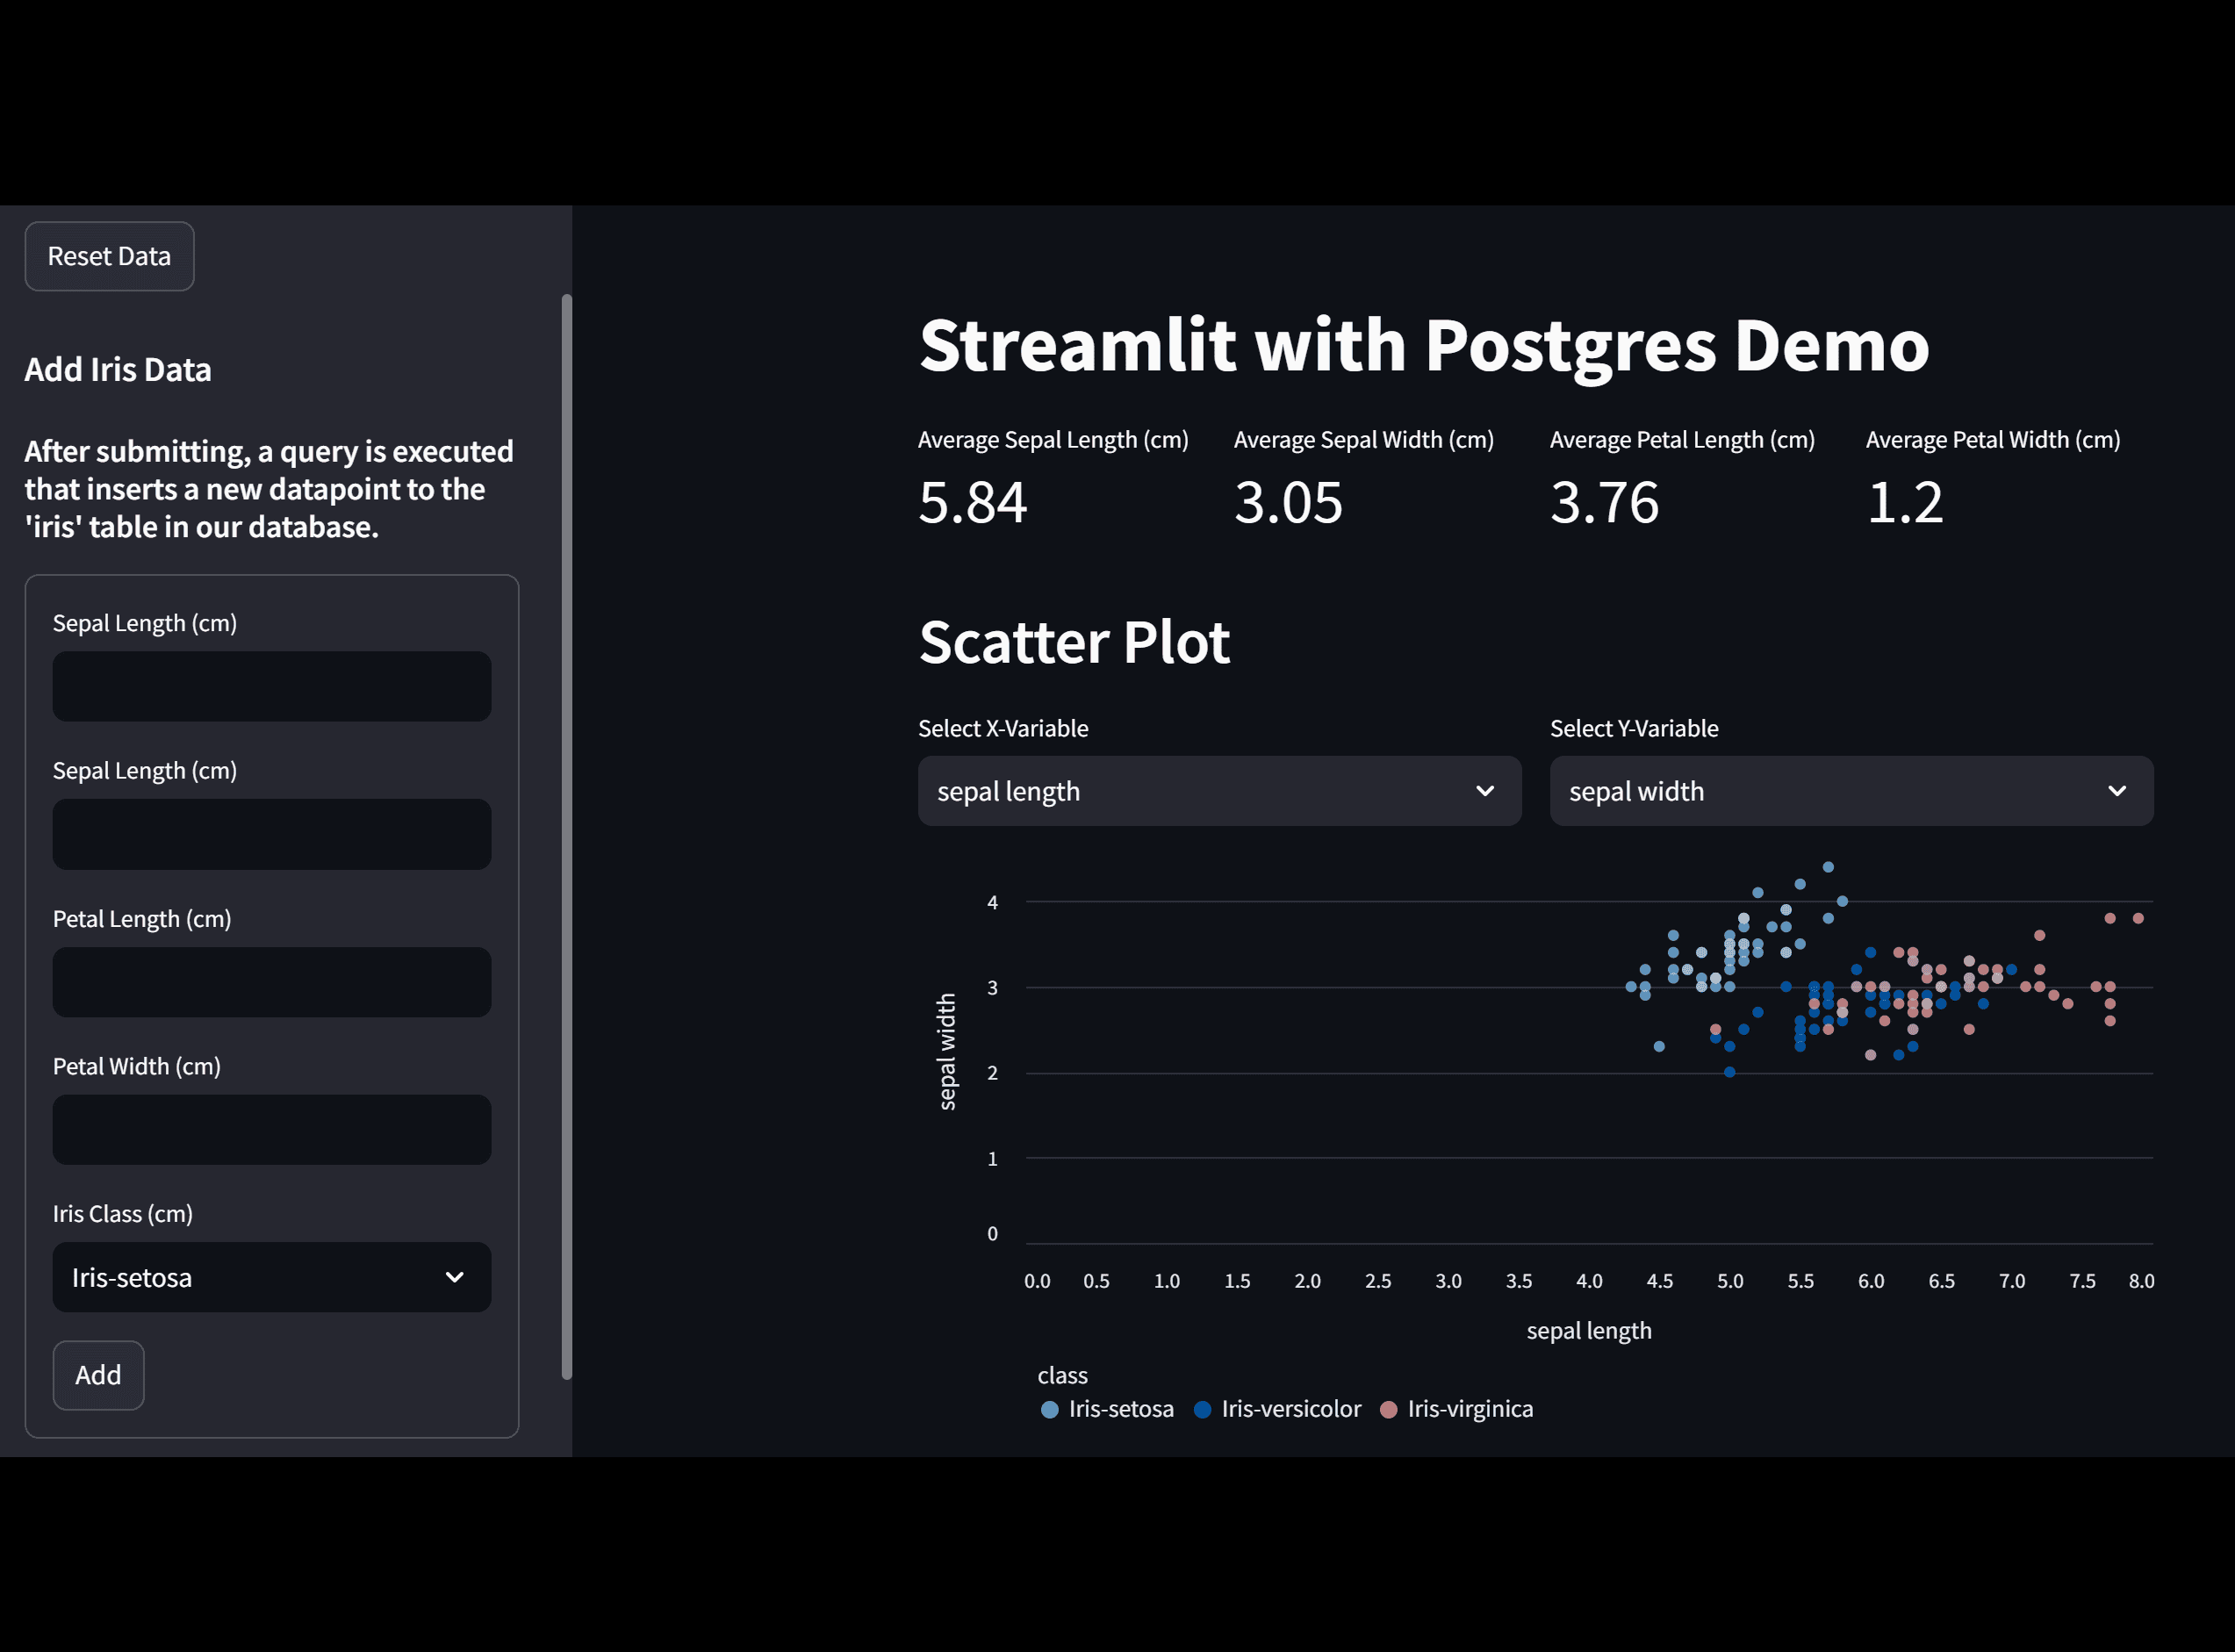 Reset Data
Add Iris Data
After submitting, a query is executed
that inserts a new datapoint to the
'iris' table in our database.
Sepal Length (cm)
Sepal Length (cm)
Petal Length (cm)
Petal Width (cm)
Iris Class (cm)
Iris-setosa
Add
Streamlit with Postgres Demo
Average Sepal Length (cm) Average Sepal Width (cm) Average Petal Length (cm) Average Petal Width (cm)
5.84 3.05 3.76 1.2
Scatter Plot
Select X-Variable Select Y-Variable
sepal length sepal width
4
3
2
1
0
sepal width
0.0 0.5 1.0 1.5 2.0 2.5 3.0 3.5 4.0 4.5 5.0 5.5 6.0 6.5 7.0 7.5 8.0
sepal length
class
Iris-setosa Iris-versicolor Iris-virginica